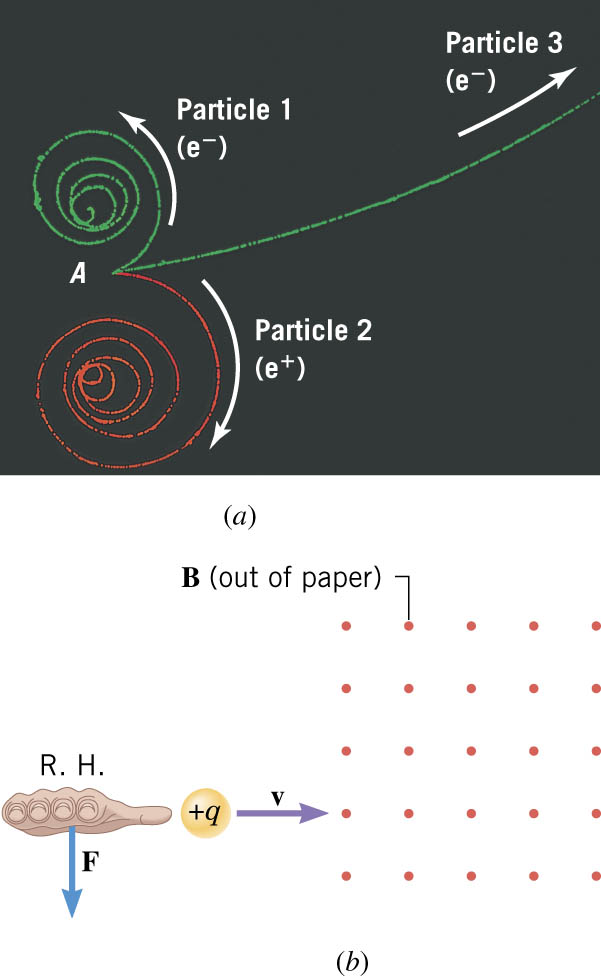 Particle 3
(e⁻)
Particle 1
(e⁻)
A
Particle 2
(e⁺)
(a)
B (out of paper)
R. H.
+q
v
F
(b)